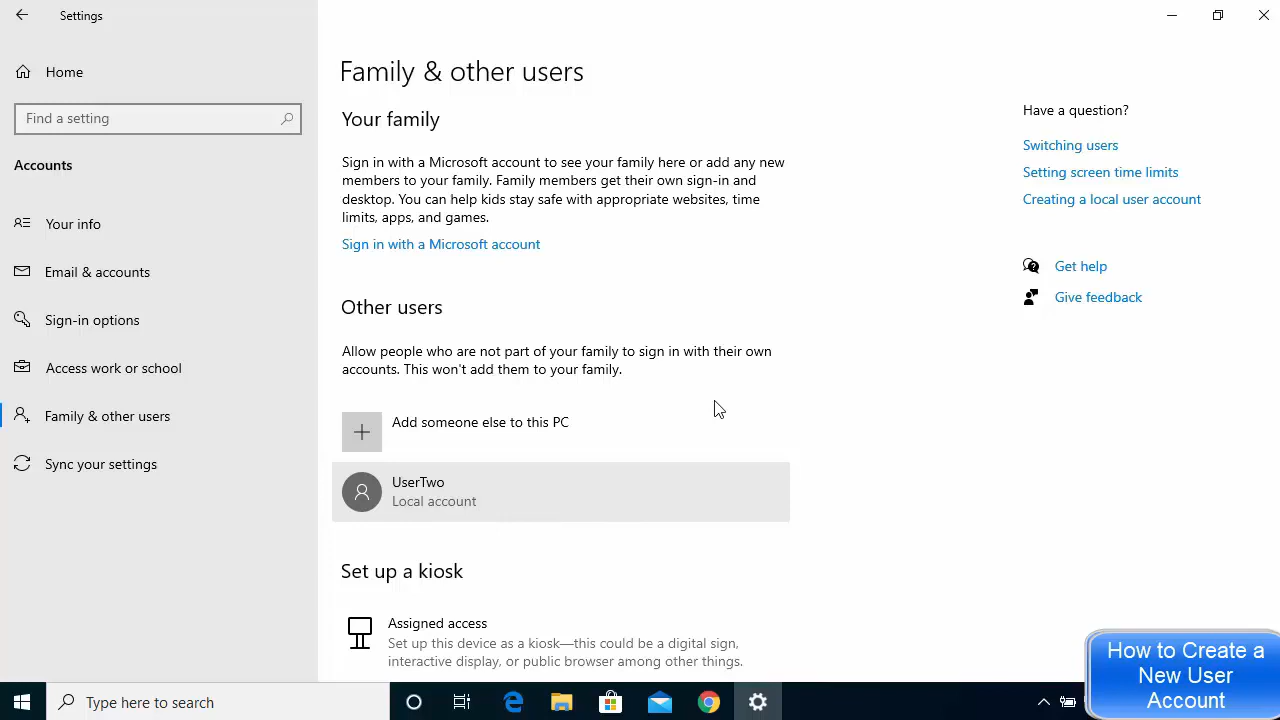 Settings
Home
Find a setting
Accounts
Your info
Email & accounts
Sign-in options
Access work or school
Family & other users
Sync your settings
Family & other users
Your family
Sign in with a Microsoft account to see your family here or add any new
members to your family. Family members get their own sign-in and
desktop. You can help kids stay safe with appropriate websites, time
limits, apps, and games.
Sign in with a Microsoft account
Other users
Allow people who are not part of your family to sign in with their own
accounts. This won't add them to your family.
Add someone else to this PC
UserTwo
Local account
Set up a kiosk
Assigned access
Set up this device as a kiosk—this could be a digital sign,
interactive display, or public browser among other things.
Have a question?
Switching users
Setting screen time limits
Creating a local user account
Get help
Give feedback
Type here to search
How to Create a
New User
Account